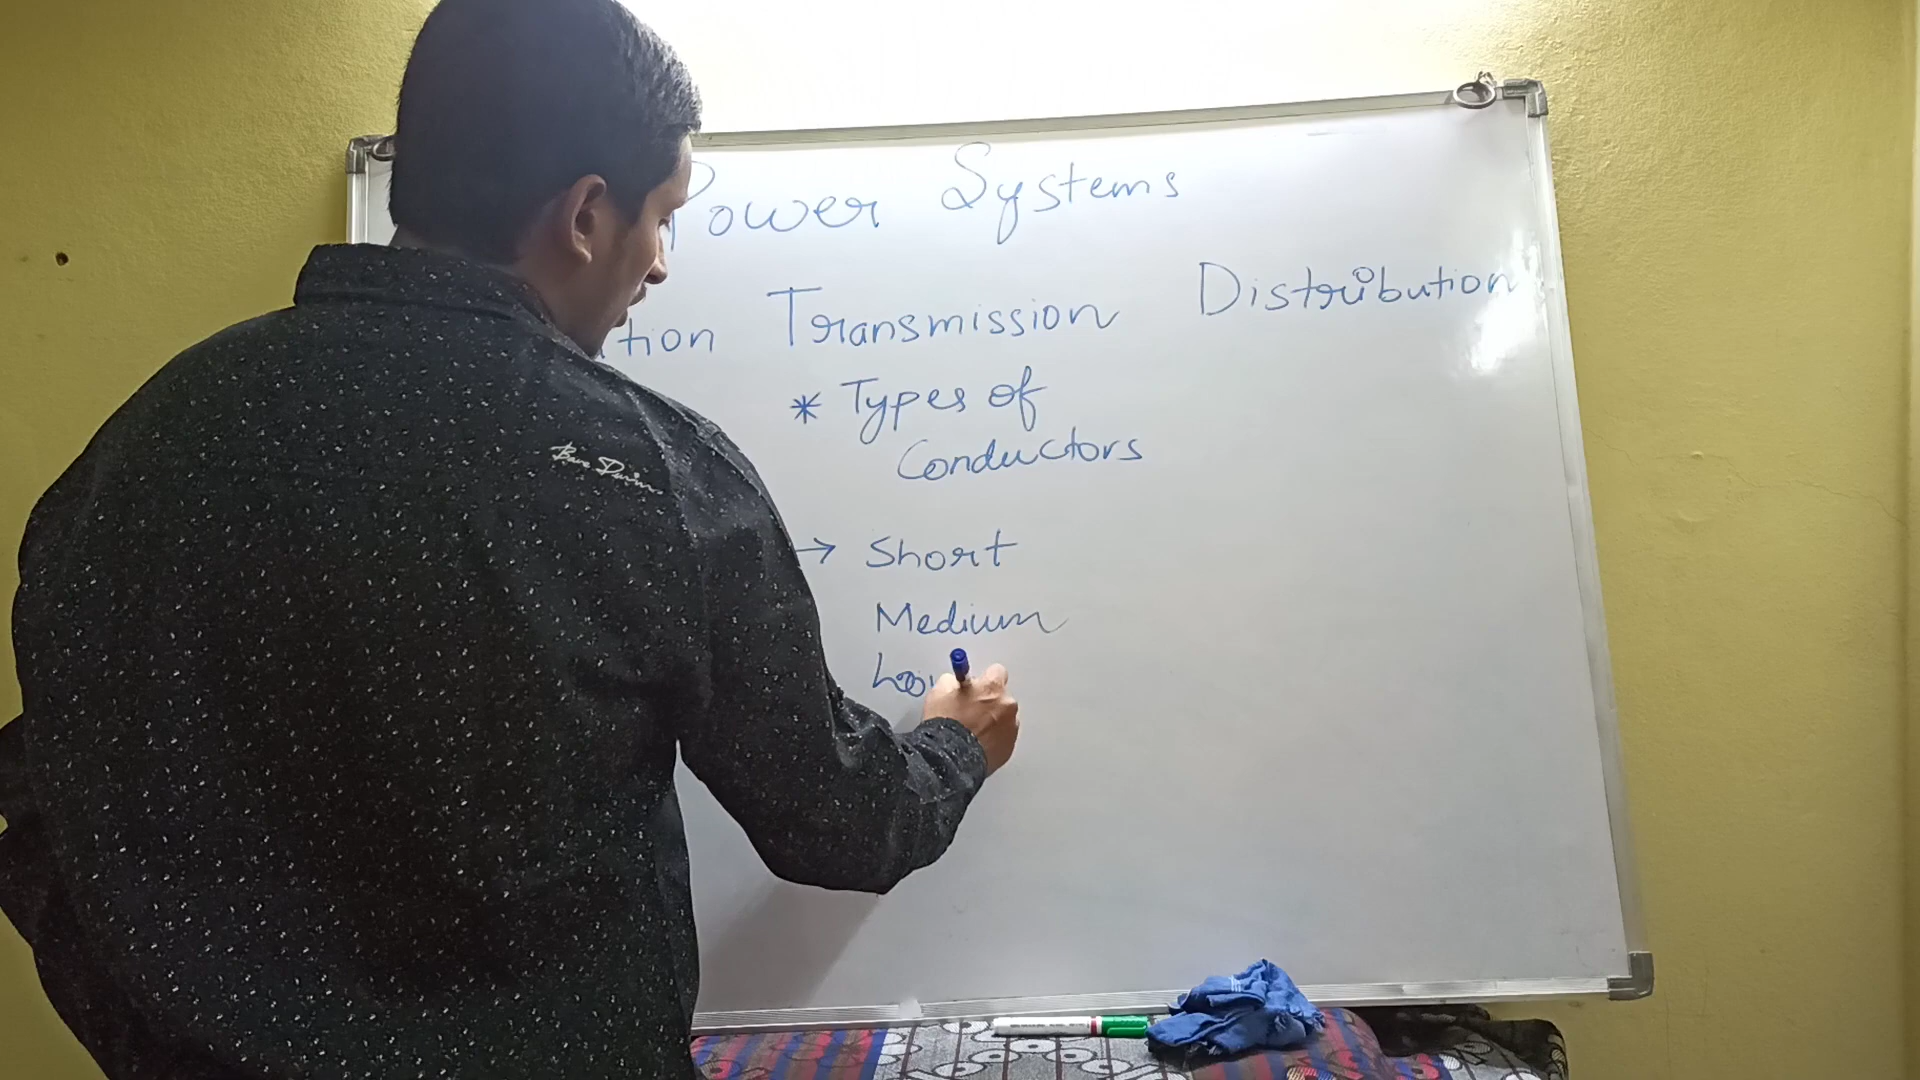 Power Systems
tion Transmission Distribution
* Types of
Conductors
→ Short
Medium